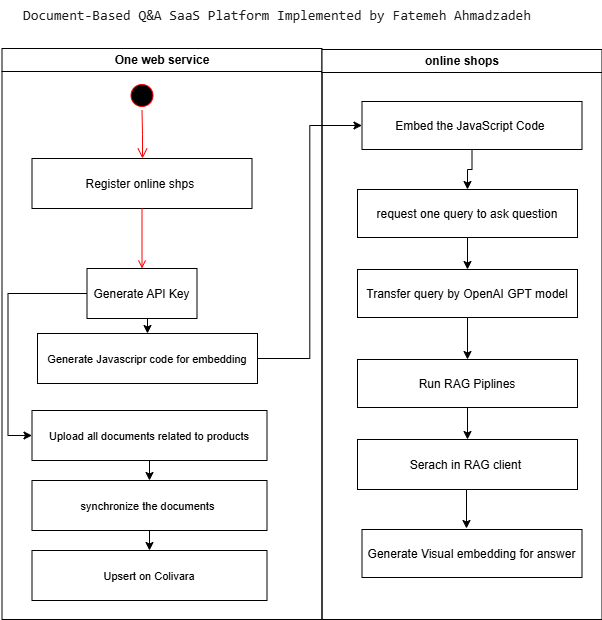 Document-Based Q&A SaaS Platform Implemented by Fatemeh Ahmadzadeh
One web service
Register online shps
Generate API Key
Generate Javascripr code for embedding
Upload all documents related to products
synchronize the documents
Upsert on Colivara
online shops
Embed the JavaScript Code
request one query to ask question
Transfer query by OpenAI GPT model
Run RAG Piplines
Serach in RAG client
Generate Visual embedding for answer